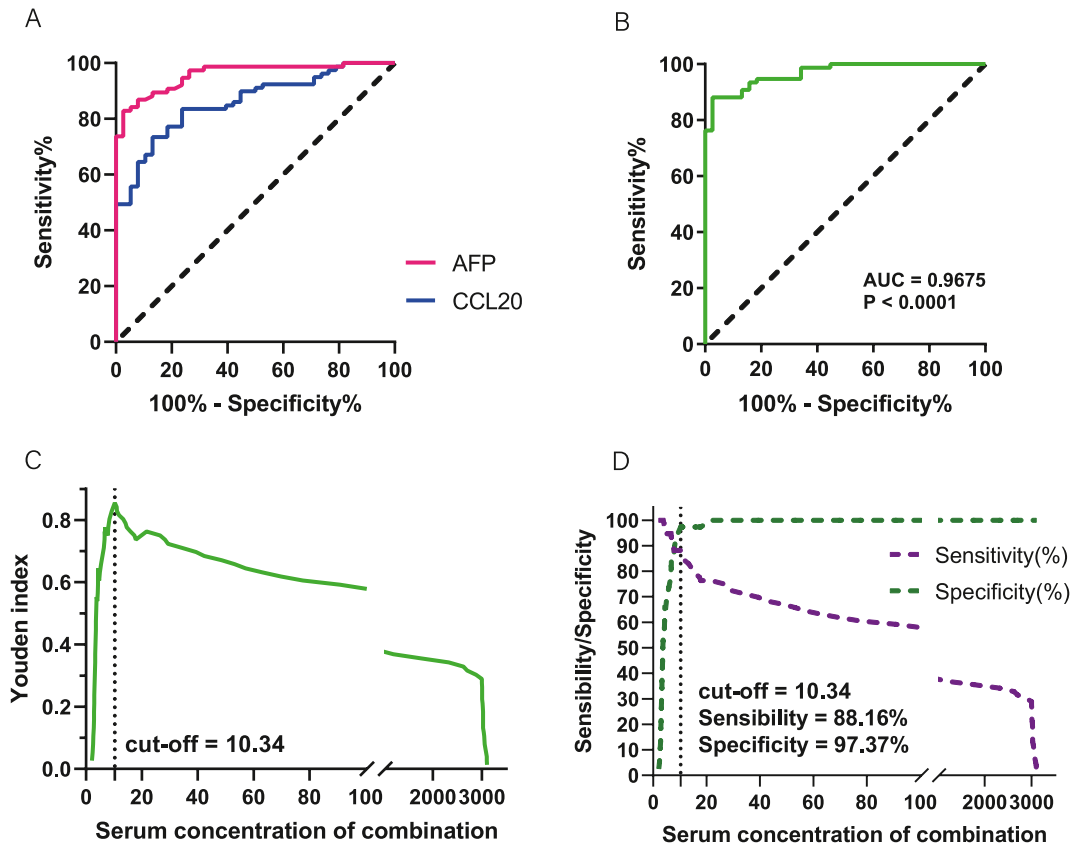 A
100
80
60
40
20
0
Sensitivity%
AFP
CCL20
0 20 40 60 80 100
100% - Specificity%
B
100
80
60
40
20
0
Sensitivity%
AUC = 0.9675
P < 0.0001
0 20 40 60 80 100
100% - Specificity%
C
0.8
0.6
0.4
0.2
0.0
Youden index
cut-off = 10.34
0 20 40 60 80 100 2000 3000
Serum concentration of combination
D
100
90
80
70
60
50
40
30
20
10
0
Sensibility/Specificity
Sensitivity(%)
Specificity(%)
cut-off = 10.34
Sensibility = 88.16%
Specificity = 97.37%
0 20 40 60 80 100 2000 3000
Serum concentration of combination